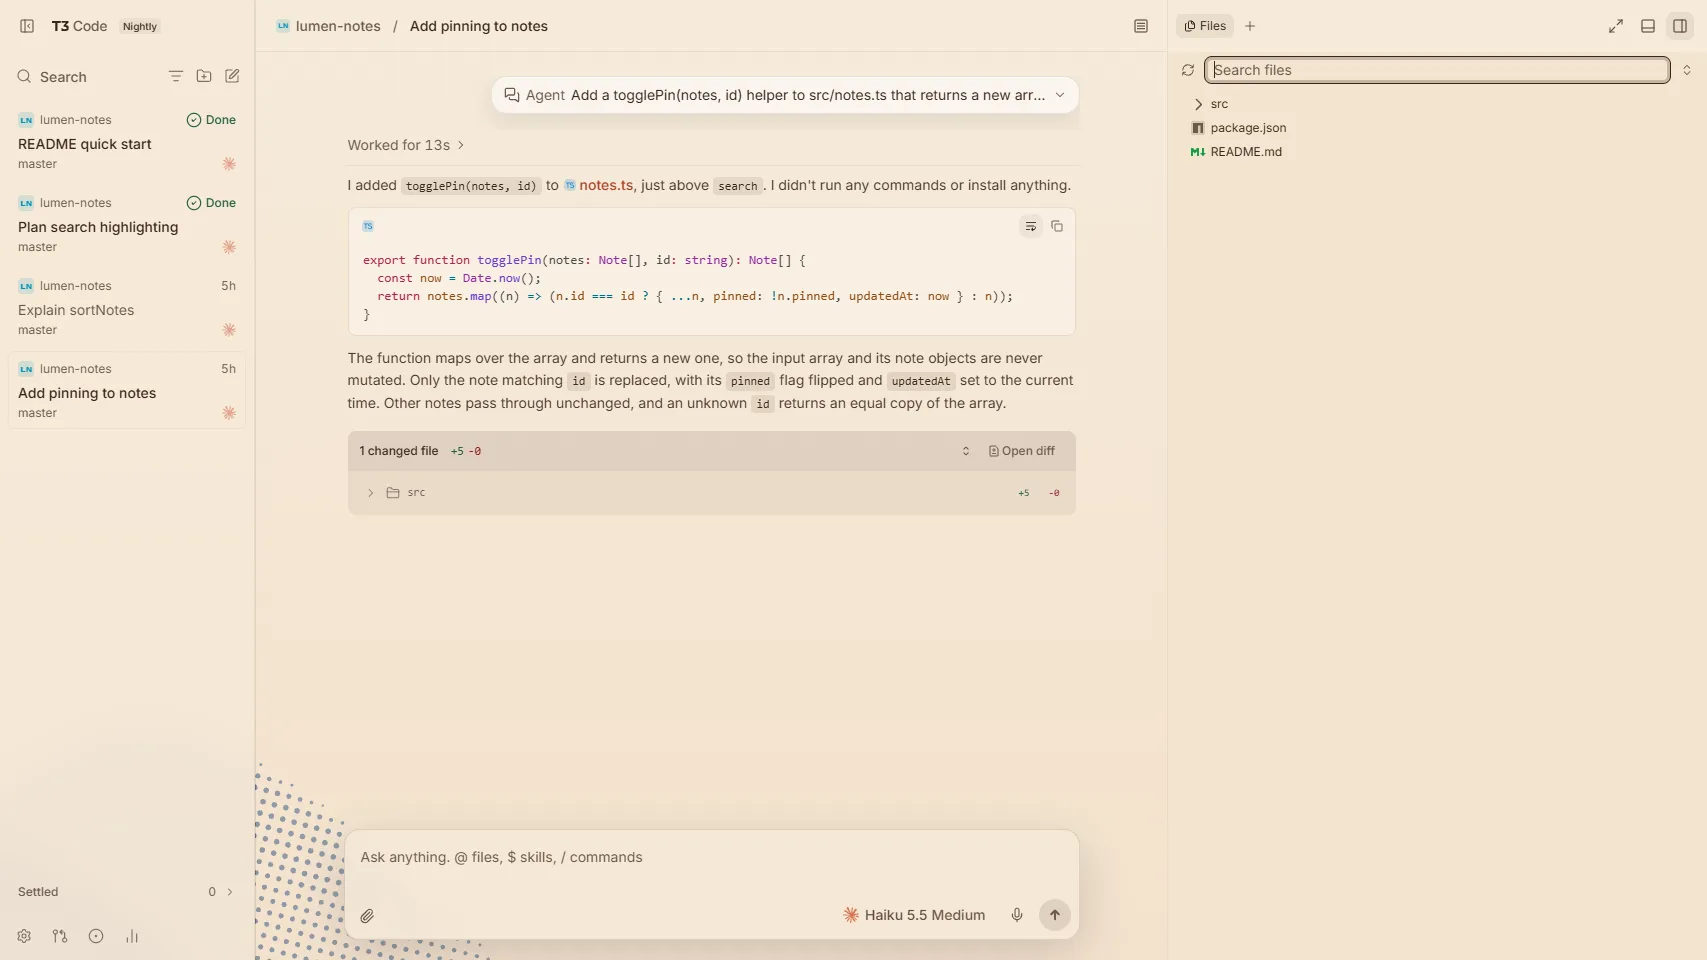 T3 Code Nightly
Search
LN lumen-notes Done
README quick start
master
LN lumen-notes Done
Plan search highlighting
master
LN lumen-notes 5h
Explain sortNotes
master
LN lumen-notes 5h
Add pinning to notes
master
Settled 0
LN lumen-notes / Add pinning to notes
Agent Add a togglePin(notes, id) helper to src/notes.ts that returns a new arr...
Worked for 13s
I added togglePin(notes, id) to TS notes.ts, just above search. I didn't run any commands or install anything.
TS
export function togglePin(notes: Note[], id: string): Note[] {
const now = Date.now();
return notes.map((n) => (n.id === id ? { ...n, pinned: !n.pinned, updatedAt: now } : n));
}
The function maps over the array and returns a new one, so the input array and its note objects are never
mutated. Only the note matching id is replaced, with its pinned flag flipped and updatedAt set to the current
time. Other notes pass through unchanged, and an unknown id returns an equal copy of the array.
1 changed file +5 -0 Open diff
src +5 -0
Ask anything. @ files, $ skills, / commands
Haiku 5.5 Medium
Files
Search files
src
package.json
M↓ README.md